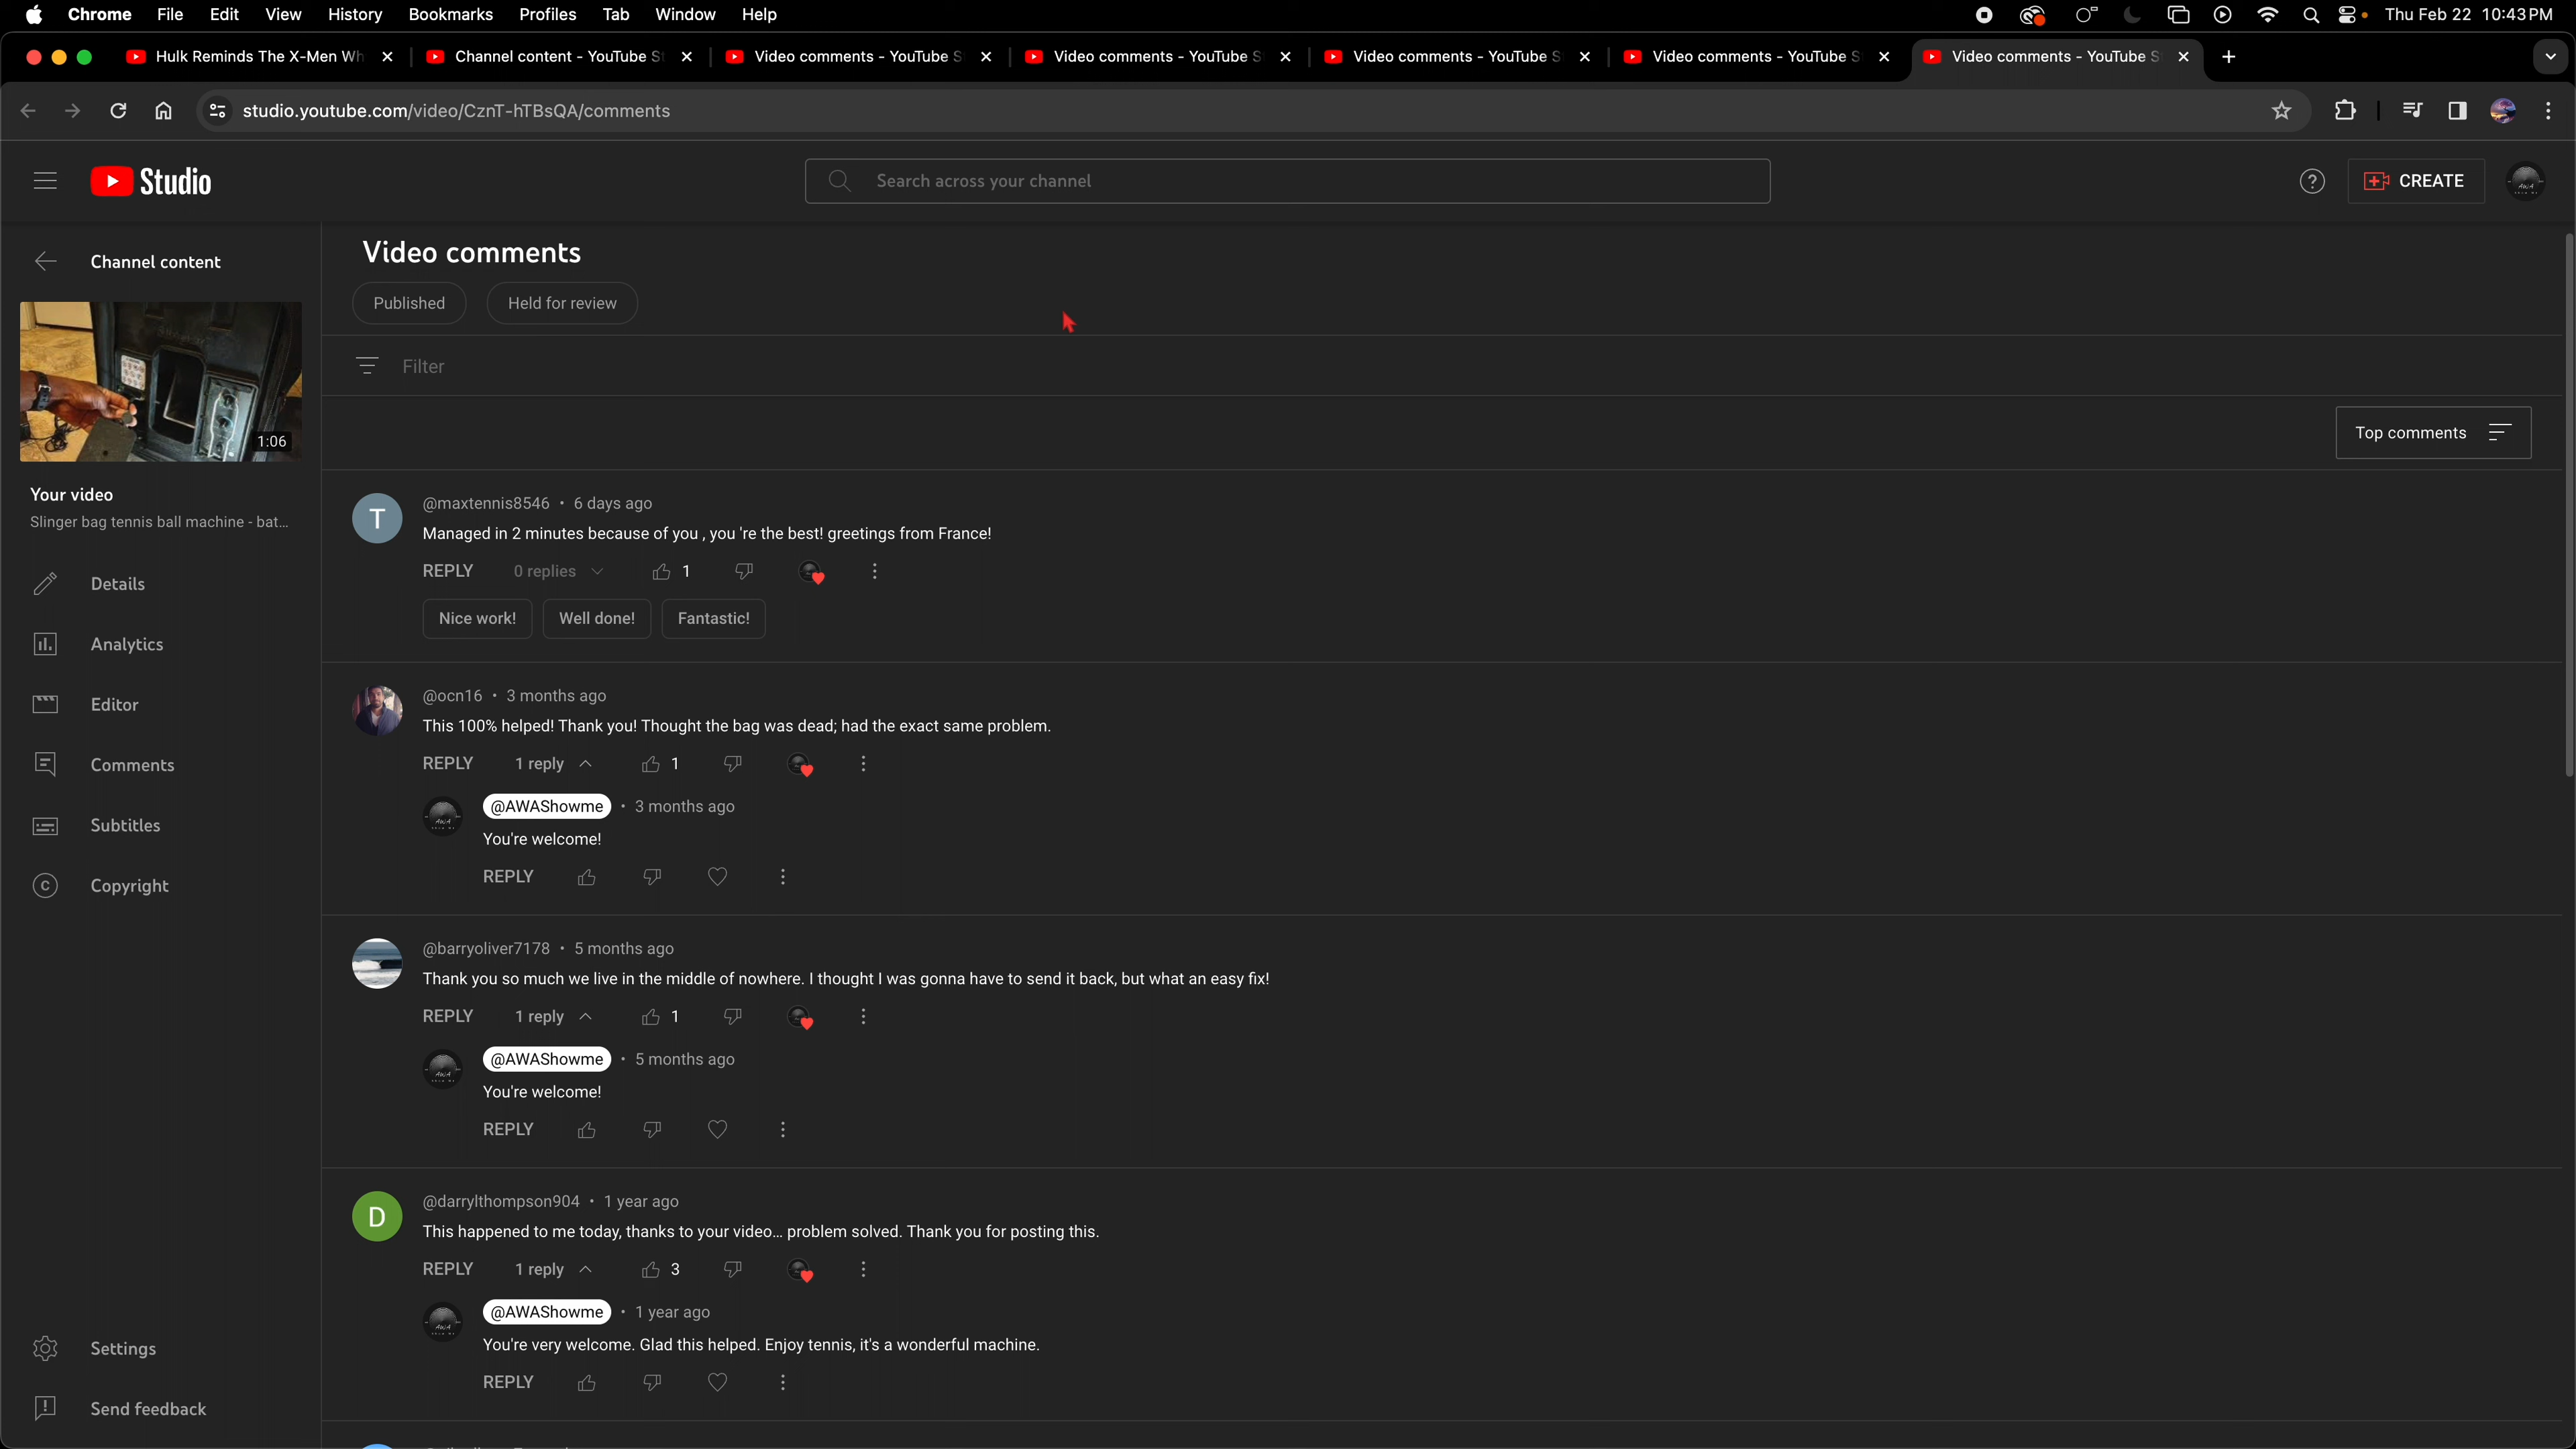 Chrome File Edit View History Bookmarks Profiles Tab Window Help Thu Feb 22 10:43 PM
Hulk Reminds The X-Men Wh Channel content - YouTube St Video comments - YouTube S Video comments - YouTube S Video comments - YouTube S Video comments - YouTube S Video comments - YouTube S
studio.youtube.com/video/CznT-hTBsQA/comments
Studio Search across your channel CREATE
Channel content
Video comments
Published Held for review
Filter
1:06
Top comments
Your video
Slinger bag tennis ball machine - bat...
Details
Analytics
Editor
Comments
Subtitles
Copyright
Settings
Send feedback
T
@maxtennis8546 • 6 days ago
Managed in 2 minutes because of you , you 're the best! greetings from France!
REPLY 0 replies 1
Nice work! Well done! Fantastic!
@ocn16 • 3 months ago
This 100% helped! Thank you! Thought the bag was dead; had the exact same problem.
REPLY 1 reply 1
@AWAShowme • 3 months ago
You're welcome!
REPLY
@barryoliver7178 • 5 months ago
Thank you so much we live in the middle of nowhere. I thought I was gonna have to send it back, but what an easy fix!
REPLY 1 reply 1
@AWAShowme • 5 months ago
You're welcome!
REPLY
D
@darrylthompson904 • 1 year ago
This happened to me today, thanks to your video... problem solved. Thank you for posting this.
REPLY 1 reply 3
@AWAShowme • 1 year ago
You're very welcome. Glad this helped. Enjoy tennis, it's a wonderful machine.
REPLY